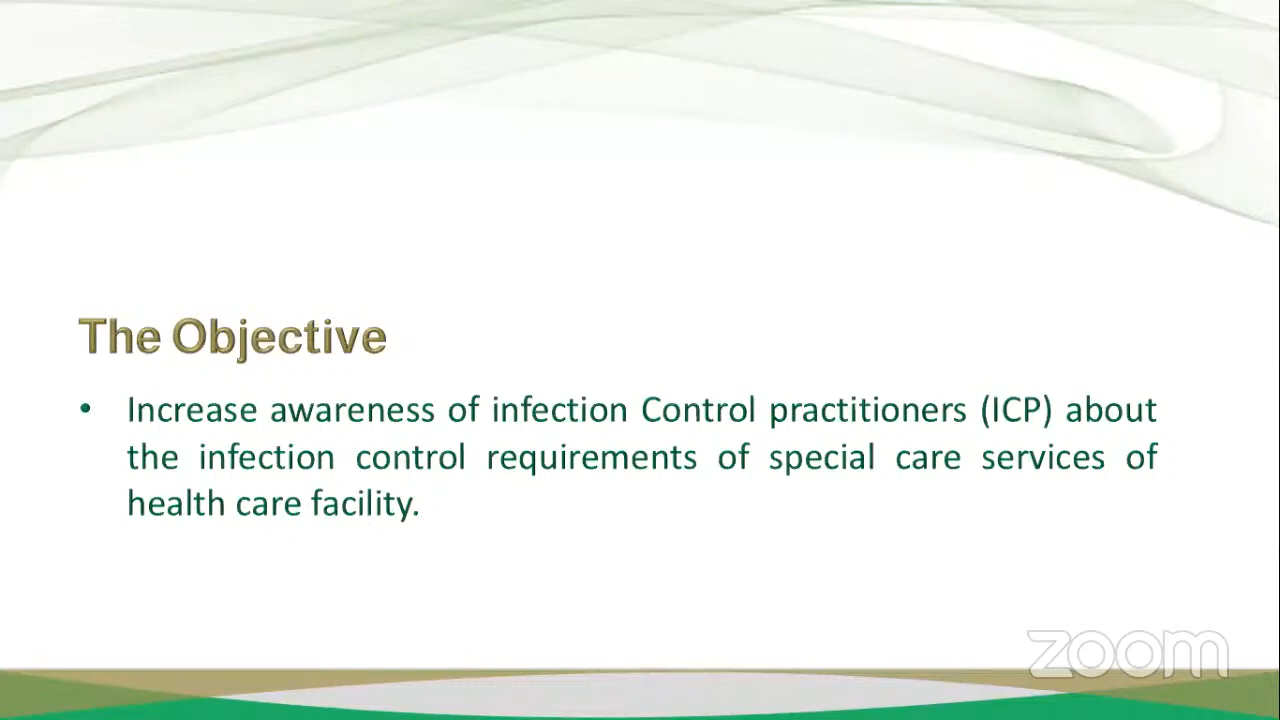 The Objective
• Increase awareness of infection Control practitioners (ICP) about
the infection control requirements of special care services of
health care facility.
zoom